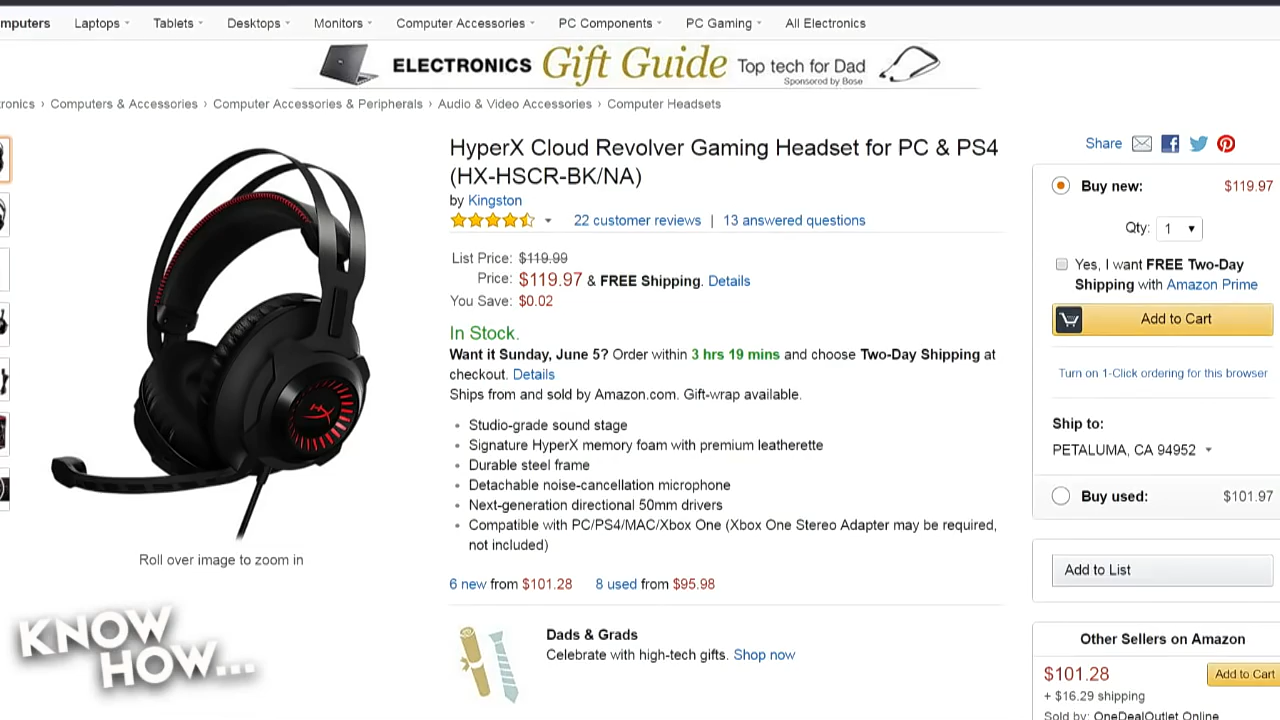 mputers Laptops Tablets Desktops Monitors Computer Accessories PC Components PC Gaming All Electronics
ELECTRONICS Gift Guide Top tech for Dad
Sponsored by Bose
ronics › Computers & Accessories › Computer Accessories & Peripherals › Audio & Video Accessories › Computer Headsets
HyperX Cloud Revolver Gaming Headset for PC & PS4
(HX-HSCR-BK/NA)
by Kingston
22 customer reviews | 13 answered questions
List Price: $119.99
Price: $119.97 & FREE Shipping. Details
You Save: $0.02
In Stock.
Want it Sunday, June 5? Order within 3 hrs 19 mins and choose Two-Day Shipping at
checkout. Details
Ships from and sold by Amazon.com. Gift-wrap available.
• Studio-grade sound stage
• Signature HyperX memory foam with premium leatherette
• Durable steel frame
• Detachable noise-cancellation microphone
• Next-generation directional 50mm drivers
• Compatible with PC/PS4/MAC/Xbox One (Xbox One Stereo Adapter may be required,
not included)
6 new from $101.28 8 used from $95.98
Roll over image to zoom in
Dads & Grads
Celebrate with high-tech gifts. Shop now
KNOW
HOW...
Share
Buy new: $119.97
Qty: 1
Yes, I want FREE Two-Day
Shipping with Amazon Prime
Add to Cart
Turn on 1-Click ordering for this browser
Ship to:
PETALUMA, CA 94952
Buy used: $101.97
Add to List
Other Sellers on Amazon
$101.28 Add to Cart
+ $16.29 shipping
Sold by: OneDealOutlet Online